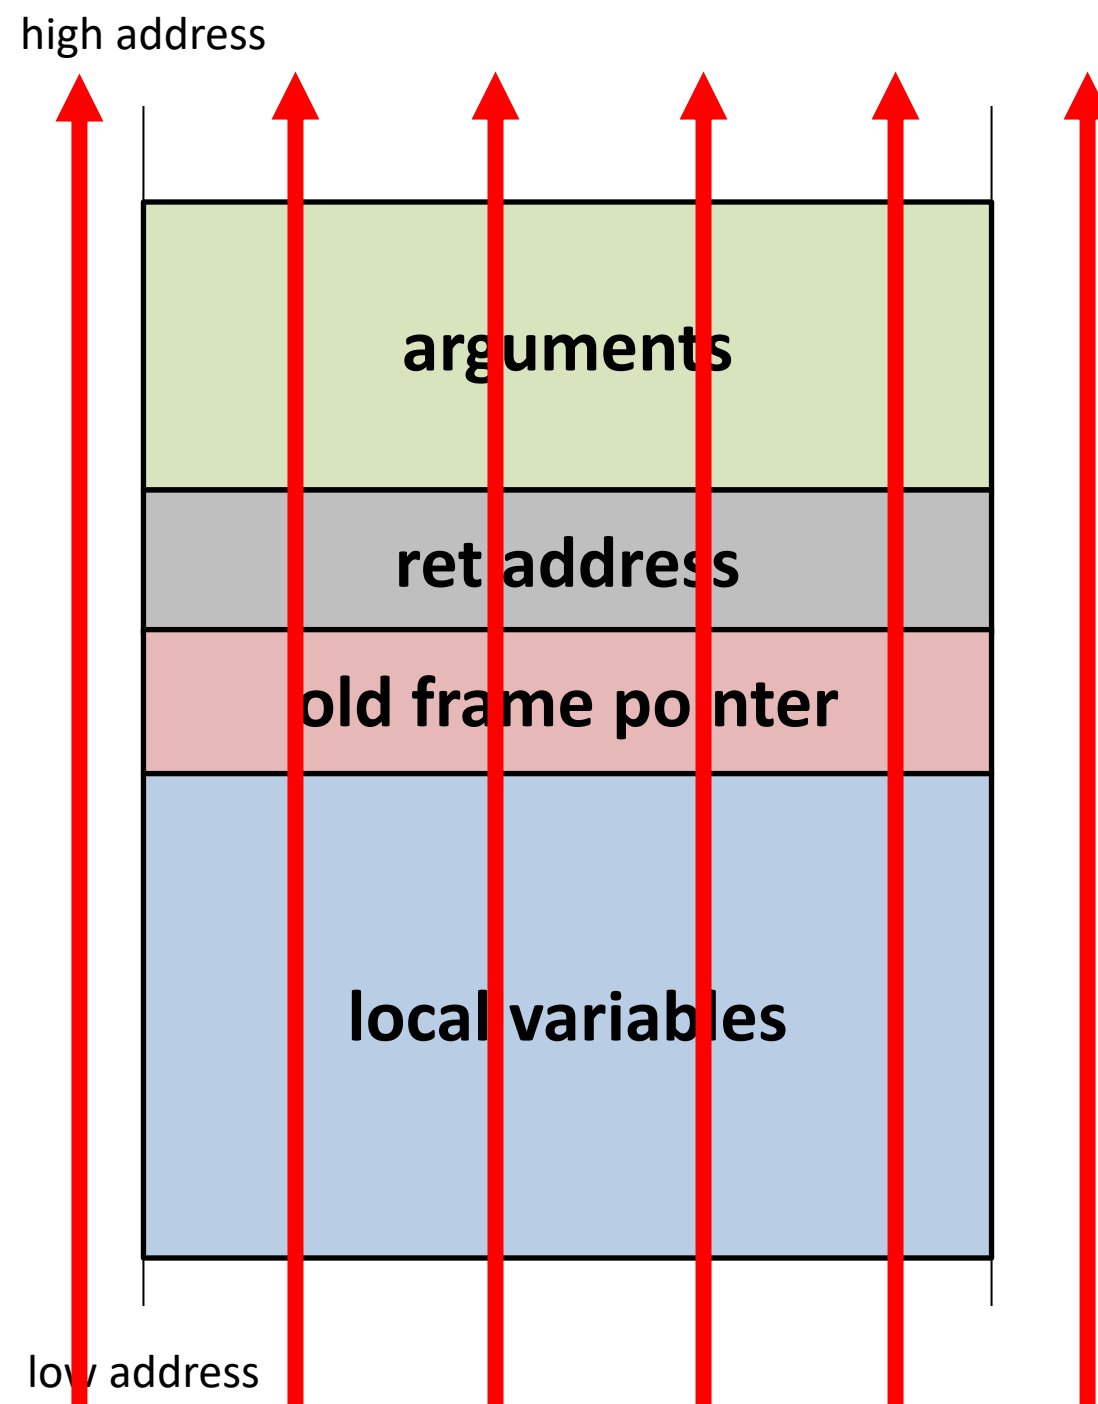 high address
arguments
ret address
old frame pointer
local variables
low address